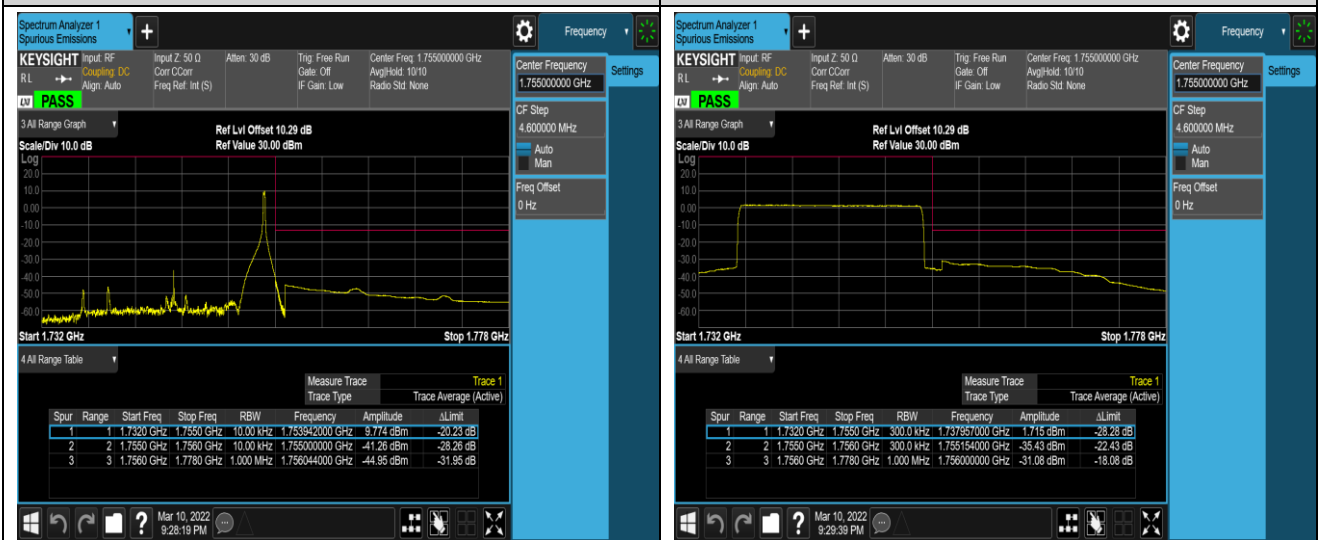 Spectrum Analyzer 1
Spurious Emissions
+
Frequency
KEYSIGHT
RL
Input: RF
Coupling: DC
Align: Auto
Input Z: 50 Ω
Corr CCorr
Freq Ref: Int (S)
Atten: 30 dB
Trig: Free Run
Gate: Off
IF Gain: Low
Center Freq: 1.755000000 GHz
Avg|Hold: 10/10
Radio Std: None
LXI PASS
Center Frequency
1.755000000 GHz
Settings
CF Step
4.600000 MHz
Auto
Man
Freq Offset
0 Hz
3 All Range Graph
Ref Lvl Offset 10.29 dB
Scale/Div 10.0 dB
Ref Value 30.00 dBm
Log
20.0
10.0
0.00
-10.0
-20.0
-30.0
-40.0
-50.0
-60.0
Start 1.732 GHz
Stop 1.778 GHz
4 All Range Table
Measure Trace Trace 1
Trace Type Trace Average (Active)
Spur Range Start Freq Stop Freq RBW Frequency Amplitude ΔLimit
1 1 1.7320 GHz 1.7550 GHz 10.00 kHz 1.753942000 GHz 9.774 dBm -20.23 dB
2 2 1.7550 GHz 1.7560 GHz 10.00 kHz 1.755000000 GHz -41.26 dBm -28.26 dB
3 3 1.7560 GHz 1.7780 GHz 1.000 MHz 1.756044000 GHz -44.95 dBm -31.95 dB
?
Mar 10, 2022
9:28:19 PM
Spectrum Analyzer 1
Spurious Emissions
+
Frequency
KEYSIGHT
RL
Input: RF
Coupling: DC
Align: Auto
Input Z: 50 Ω
Corr CCorr
Freq Ref: Int (S)
Atten: 30 dB
Trig: Free Run
Gate: Off
IF Gain: Low
Center Freq: 1.755000000 GHz
Avg|Hold: 10/10
Radio Std: None
LXI PASS
Center Frequency
1.755000000 GHz
Settings
CF Step
4.600000 MHz
Auto
Man
Freq Offset
0 Hz
3 All Range Graph
Ref Lvl Offset 10.29 dB
Scale/Div 10.0 dB
Ref Value 30.00 dBm
Log
20.0
10.0
0.00
-10.0
-20.0
-30.0
-40.0
-50.0
-60.0
Start 1.732 GHz
Stop 1.778 GHz
4 All Range Table
Measure Trace Trace 1
Trace Type Trace Average (Active)
Spur Range Start Freq Stop Freq RBW Frequency Amplitude ΔLimit
1 1 1.7320 GHz 1.7550 GHz 300.0 kHz 1.737957000 GHz 1.715 dBm -28.28 dB
2 2 1.7550 GHz 1.7560 GHz 300.0 kHz 1.755154000 GHz -35.43 dBm -22.43 dB
3 3 1.7560 GHz 1.7780 GHz 1.000 MHz 1.756000000 GHz -31.08 dBm -18.08 dB
?
Mar 10, 2022
9:29:39 PM